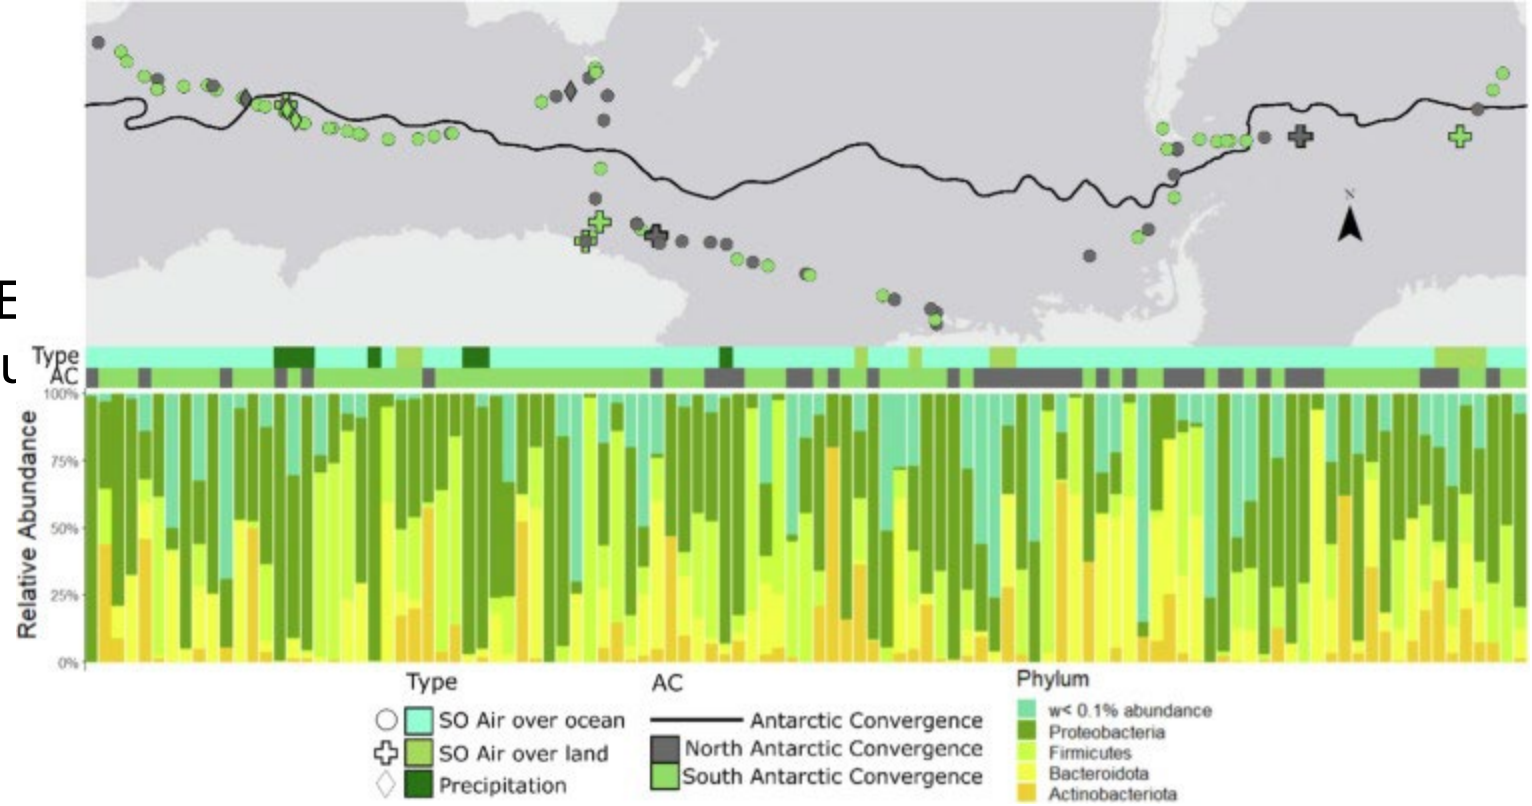 N
E
u
Type
AC
100%
75%
50%
25%
0%
Relative Abundance
Type
SO Air over ocean
SO Air over land
Precipitation
AC
Antarctic Convergence
North Antarctic Convergence
South Antarctic Convergence
Phylum
w< 0.1% abundance
Proteobacteria
Firmicutes
Bacteroidota
Actinobacteriota